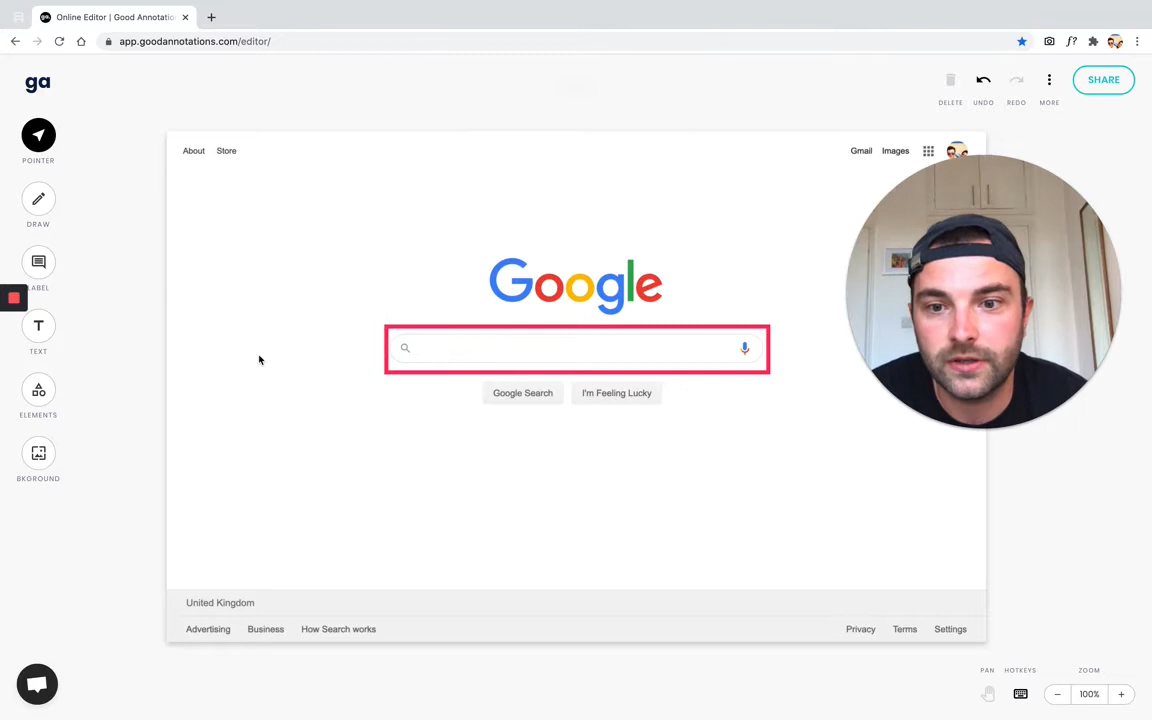 ga. Online Editor | Good Annotatio
app.goodannotations.com/editor/
ga
DELETE UNDO REDO MORE SHARE
POINTER
DRAW
LABEL
T
TEXT
ELEMENTS
BKGROUND
About Store Gmail Images
Google
Google Search I'm Feeling Lucky
United Kingdom
Advertising Business How Search works Privacy Terms Settings
PAN HOTKEYS ZOOM
100%